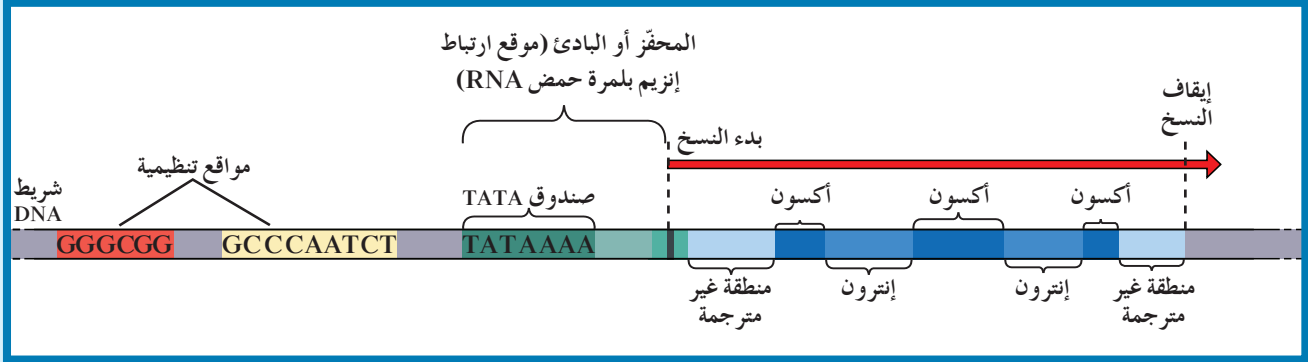 المحفّز أو البادئ (موقع ارتباط
إنزيم بلمرة حمض RNA)
إيقاف
النسخ
بدء النسخ
مواقع تنظيمية
شريط
DNA
صندوق TATA
أكسون
أكسون
أكسون
GGGCGG
GCCCAATCT
TATAAAA
منطقة غير
مترجمة
إنترون
إنترون
منطقة غير
مترجمة